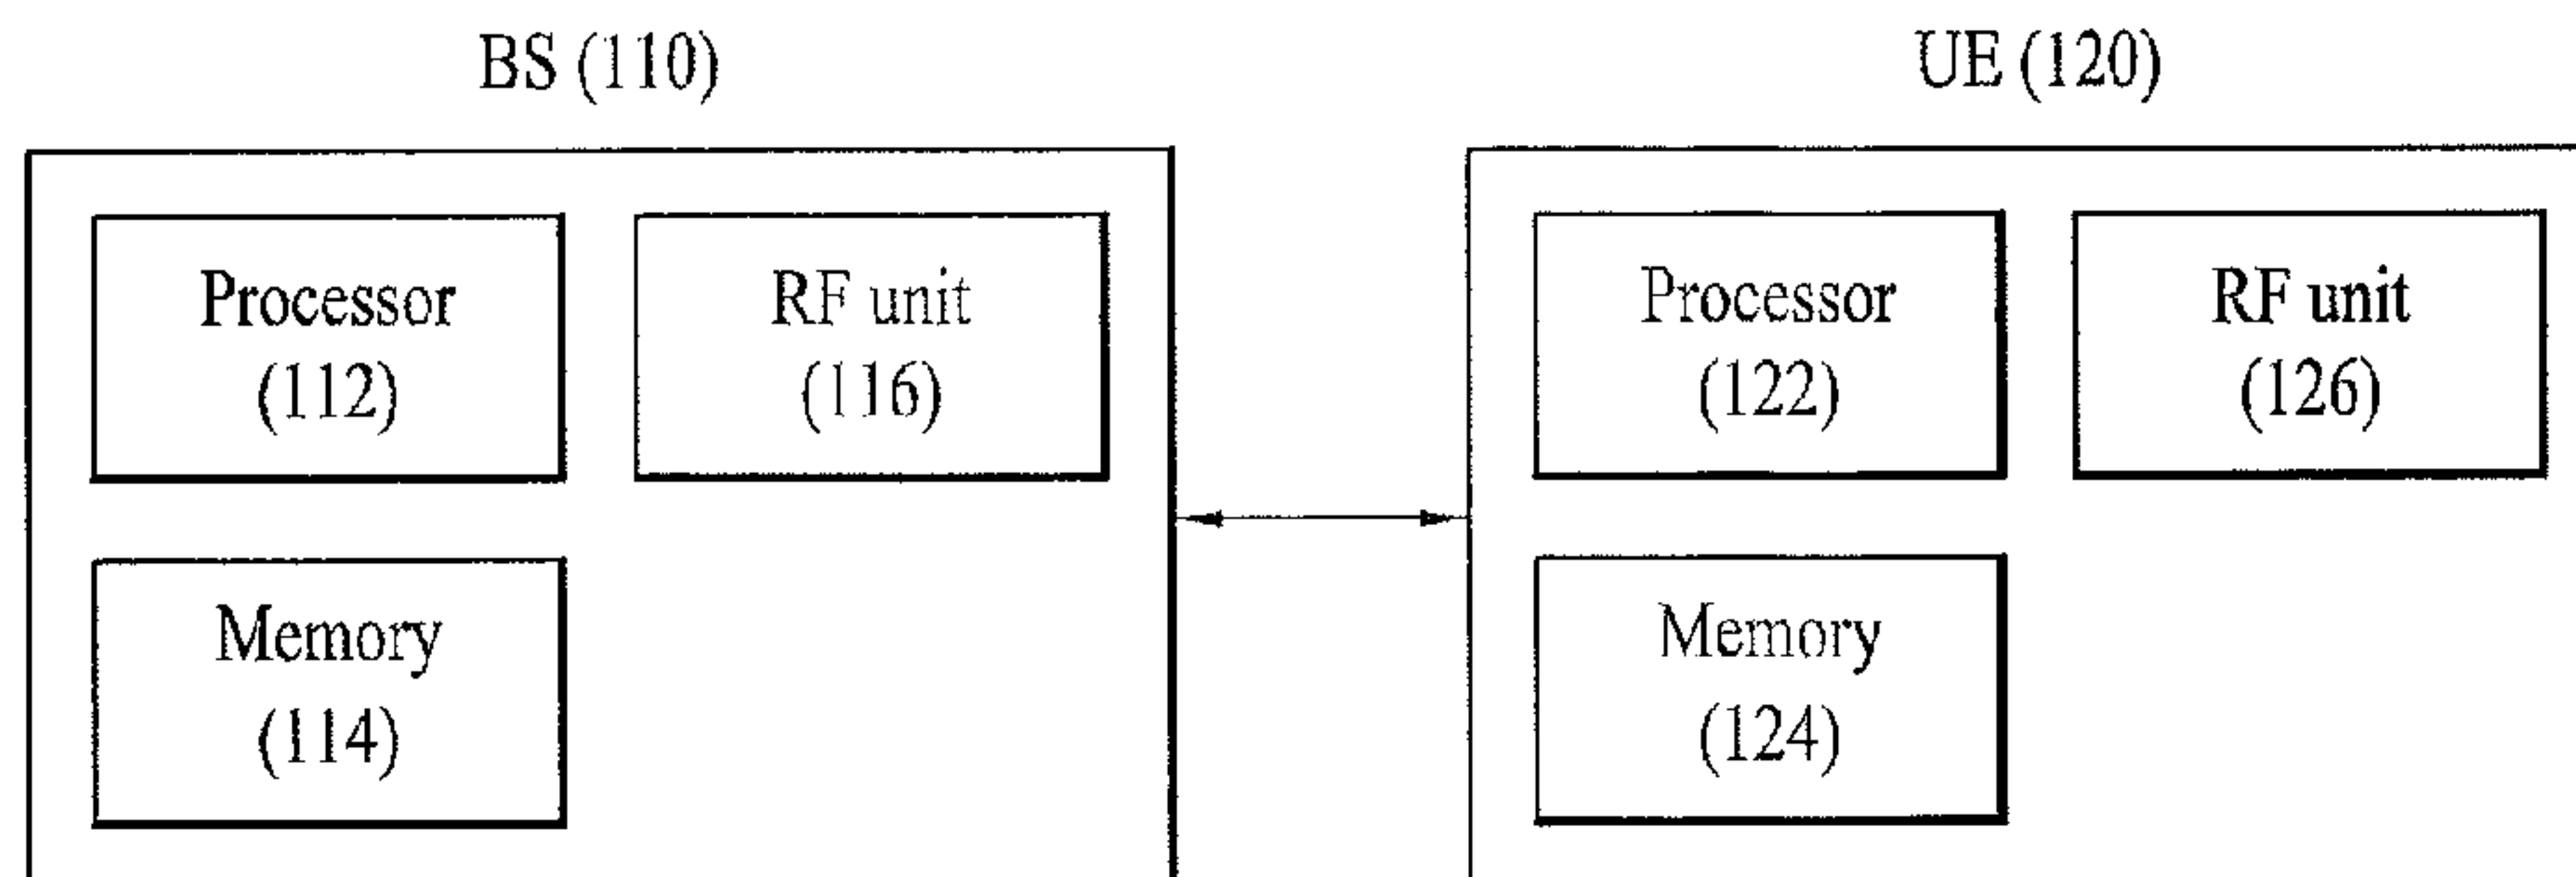 BS (110)
Processor
(112)
RF unit
(116)
Memory
(114)
UE (120)
Processor
(122)
RF unit
(126)
Memory
(124)